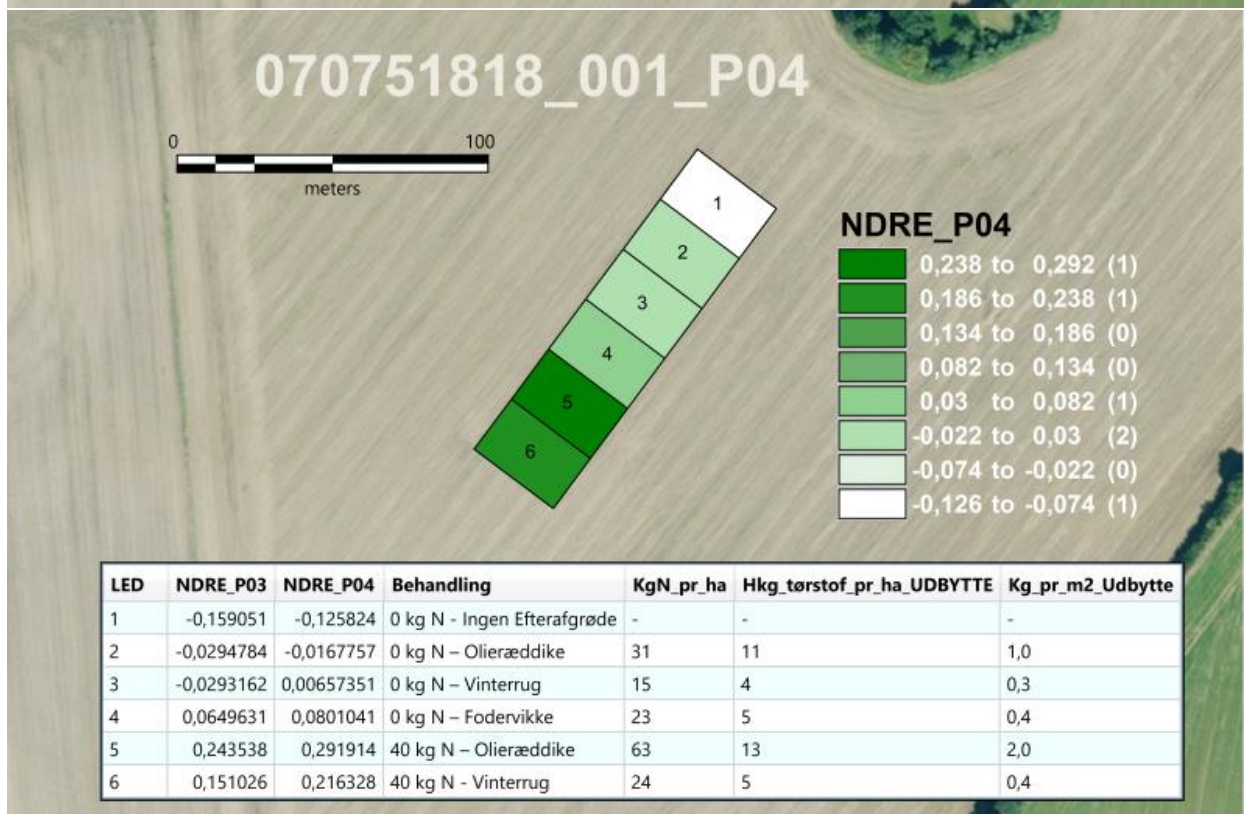 070751818_001_P04
0 100
meters
1
2
3
4
5
6
NDRE_P04
0,238 to 0,292 (1)
0,186 to 0,238 (1)
0,134 to 0,186 (0)
0,082 to 0,134 (0)
0,03 to 0,082 (1)
-0,022 to 0,03 (2)
-0,074 to -0,022 (0)
-0,126 to -0,074 (1)
LED NDRE_P03 NDRE_P04 Behandling KgN_pr_ha Hkg_tørstof_pr_ha_UDBYTTE Kg_pr_m2_Udbytte
1 -0,159051 -0,125824 0 kg N - Ingen Efterafgrøde - - -
2 -0,0294784 -0,0167757 0 kg N – Olieræddike 31 11 1,0
3 -0,0293162 0,00657351 0 kg N – Vinterrug 15 4 0,3
4 0,0649631 0,0801041 0 kg N – Fodervikke 23 5 0,4
5 0,243538 0,291914 40 kg N – Olieræddike 63 13 2,0
6 0,151026 0,216328 40 kg N - Vinterrug 24 5 0,4